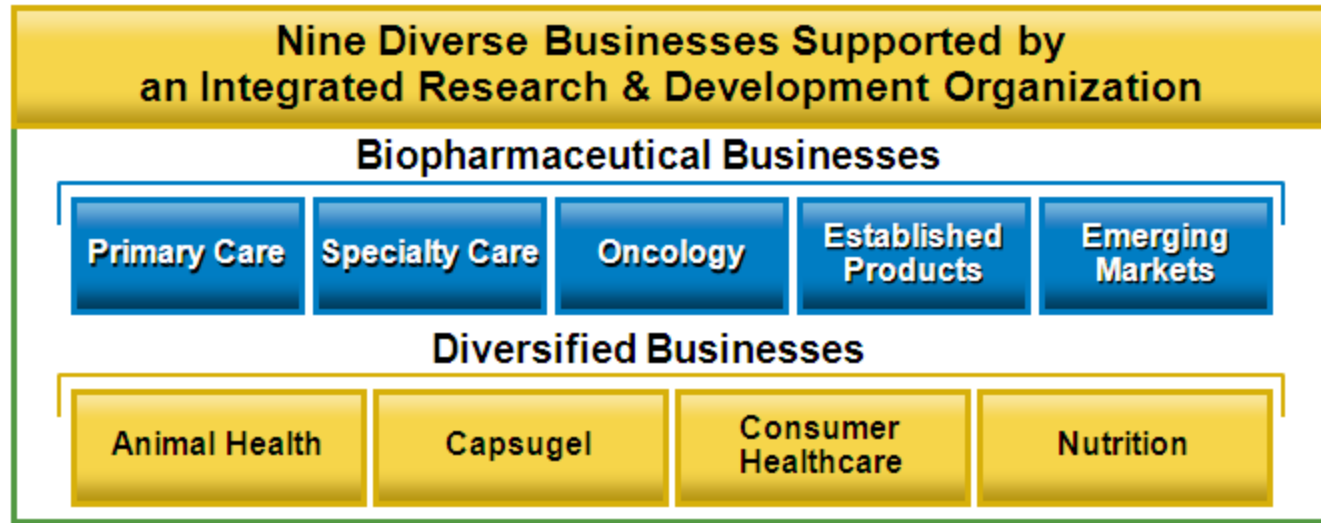 Nine Diverse Businesses Supported by
an Integrated Research & Development Organization
Biopharmaceutical Businesses
Primary Care
Specialty Care
Oncology
Established
Products
Emerging
Markets
Diversified Businesses
Animal Health
Capsugel
Consumer
Healthcare
Nutrition